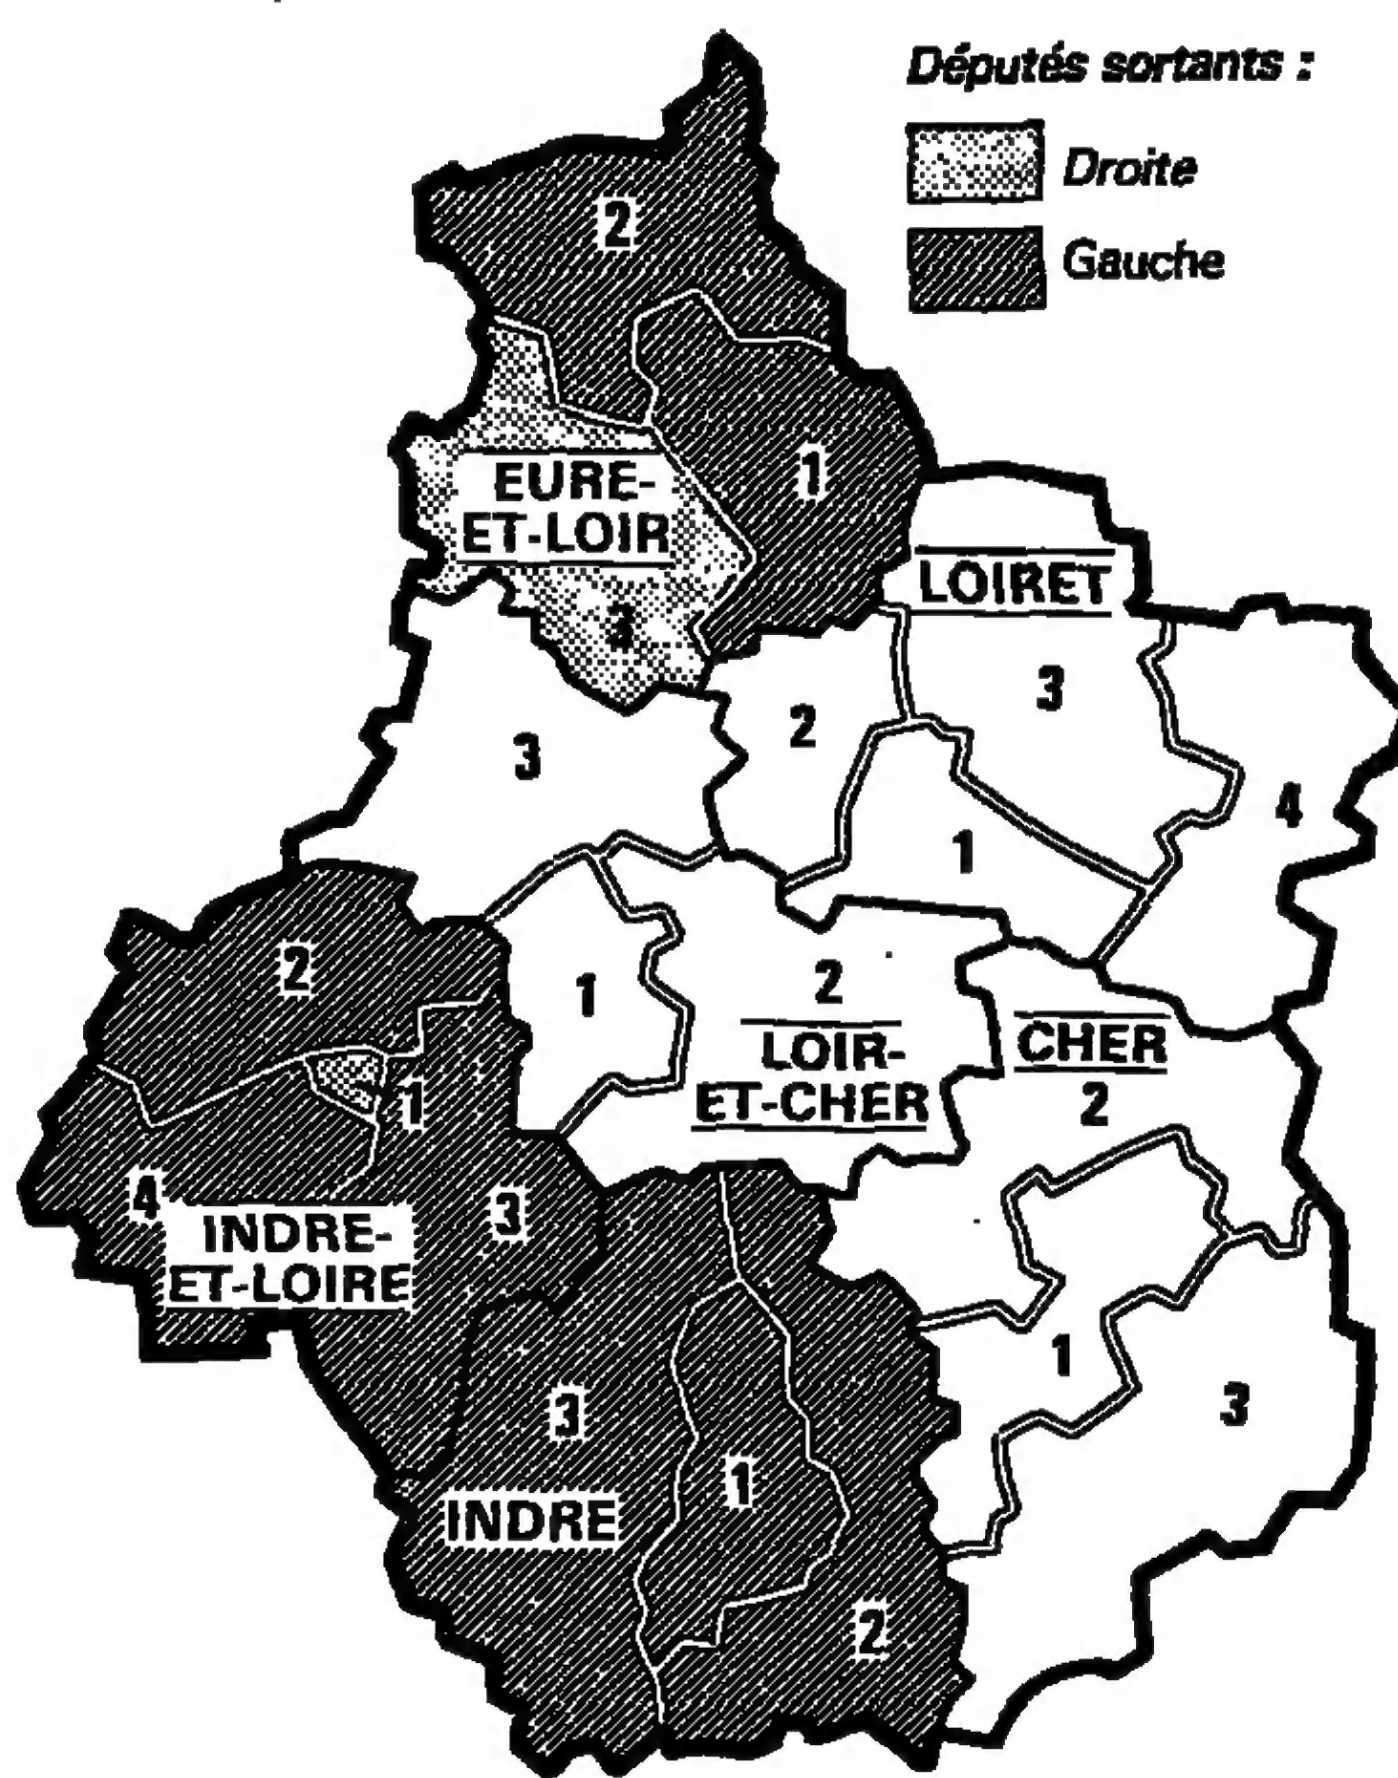 Députés sortants :
Droite
Gauche
2
1
EURE-
ET-LOIR
3
LOIRET
2
3
1
4
3
1
2
LOIR-
ET-CHER
CHER
2
1
3
2
1
4
3
INDRE-
ET-LOIRE
3
1
INDRE
2